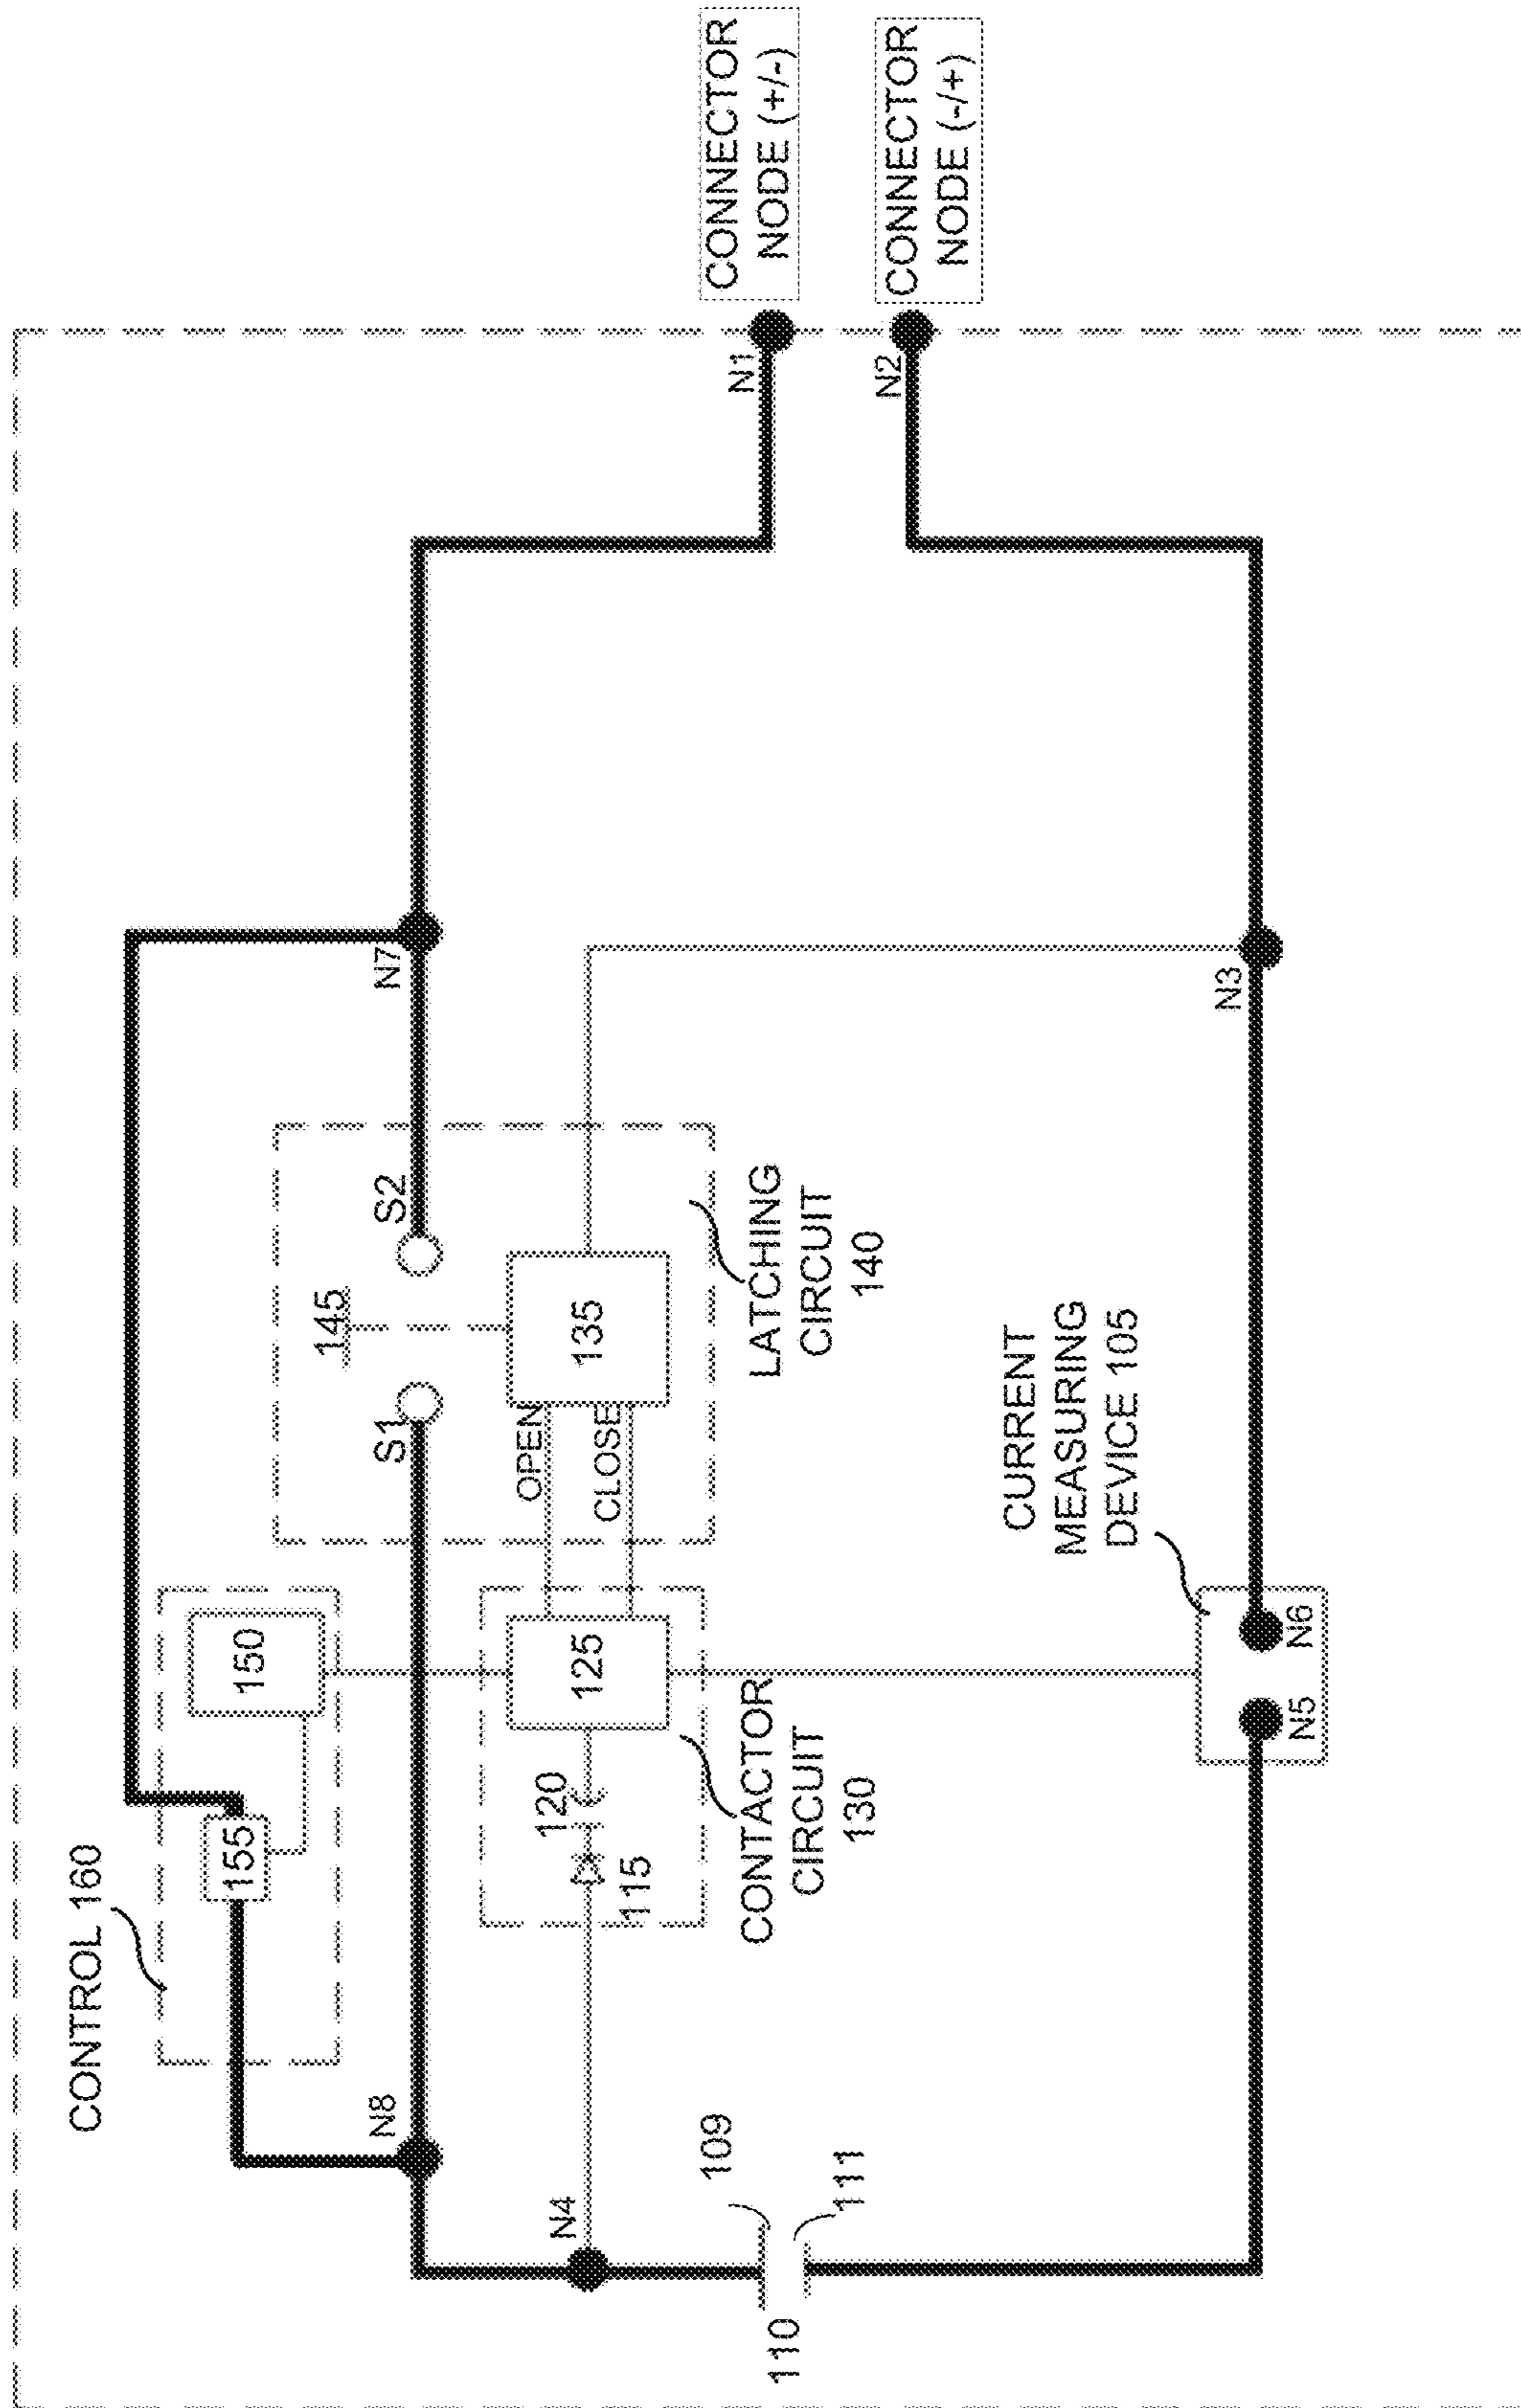 CONTROL 160
155
150
N8
N7
145
S1
S2
OPEN
CLOSE
135
125
120
115
N4
CONTACTOR
CIRCUIT
130
LATCHING
CIRCUIT
140
109
110
111
CURRENT
MEASURING
DEVICE 105
N5
N6
N3
N1
N2
CONNECTOR
NODE (+/-)
CONNECTOR
NODE (-/+)